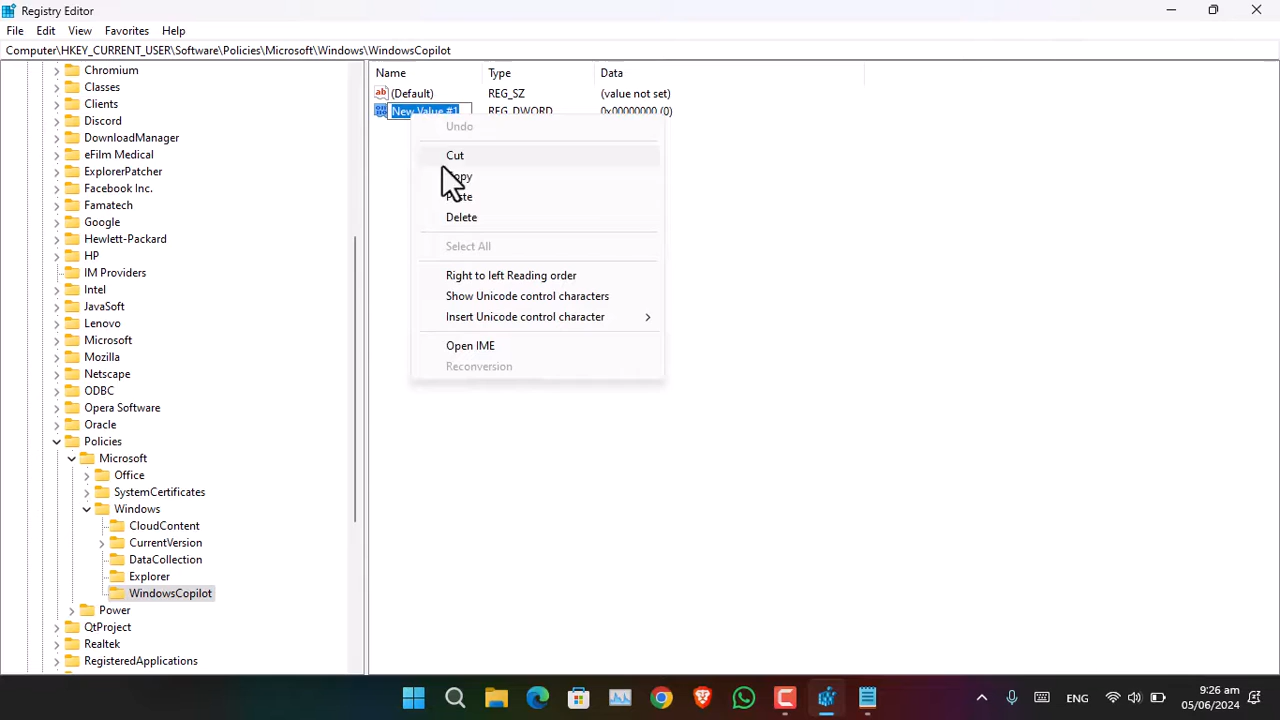 Registry Editor
File Edit View Favorites Help
Computer\HKEY_CURRENT_USER\Software\Policies\Microsoft\Windows\WindowsCopilot
Chromium
Classes
Clients
Discord
DownloadManager
eFilm Medical
ExplorerPatcher
Facebook Inc.
Famatech
Google
Hewlett-Packard
HP
IM Providers
Intel
JavaSoft
Lenovo
Microsoft
Mozilla
Netscape
ODBC
Opera Software
Oracle
Policies
Microsoft
Office
SystemCertificates
Windows
CloudContent
CurrentVersion
DataCollection
Explorer
WindowsCopilot
Power
QtProject
Realtek
RegisteredApplications
Name Type Data
ab (Default) REG_SZ (value not set)
New Value #1 REG_DWORD 0x00000000 (0)
Undo
Cut
Copy
Paste
Delete
Select All
Right to left Reading order
Show Unicode control characters
Insert Unicode control character
Open IME
Reconversion
ENG
9:26 am
05/06/2024